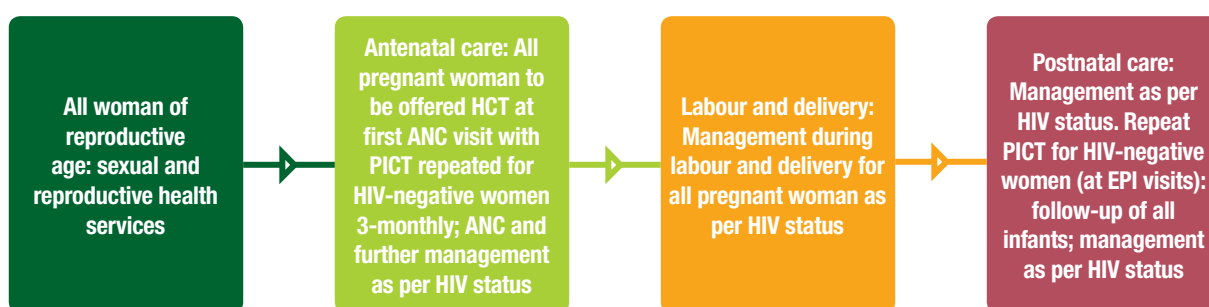 All woman of
reproductive
age: sexual and
reproductive health
services
Antenatal care: All
pregnant woman to
be offered HCT at
first ANC visit with
PICT repeated for
HIV-negative women
3-monthly; ANC and
further management
as per HIV status
Labour and delivery:
Management during
labour and delivery for
all pregnant woman as
per HIV status
Postnatal care:
Management as per
HIV status. Repeat
PICT for HIV-negative
women (at EPI visits):
follow-up of all
infants; management
as per HIV status